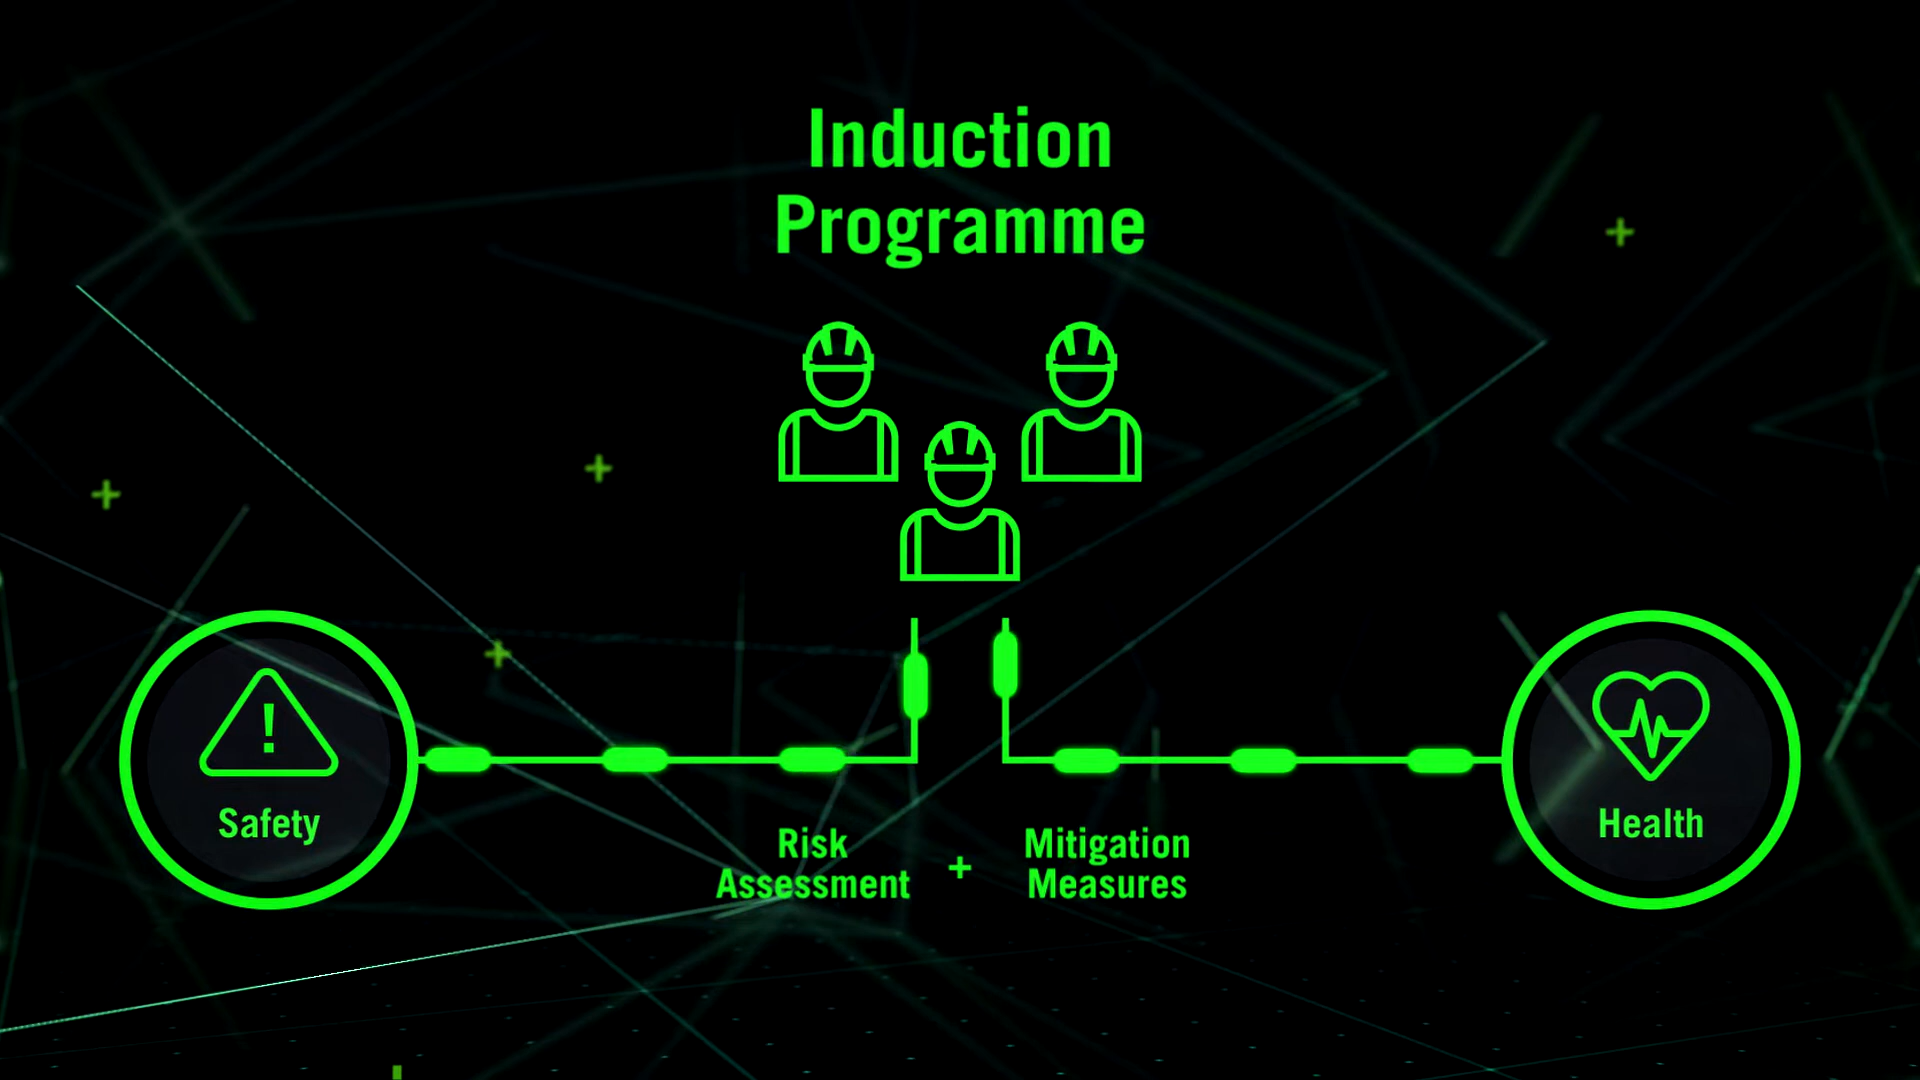 Induction
Programme
!
Safety
Risk
Assessment
+
Mitigation
Measures
Health